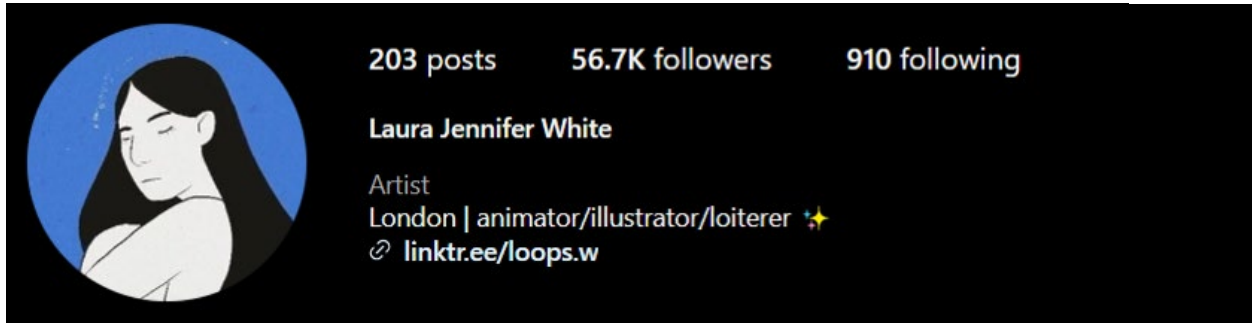 203 posts 56.7K followers 910 following
Laura Jennifer White
Artist
London | animator/illustrator/loiterer ✨
linktr.ee/loops.w